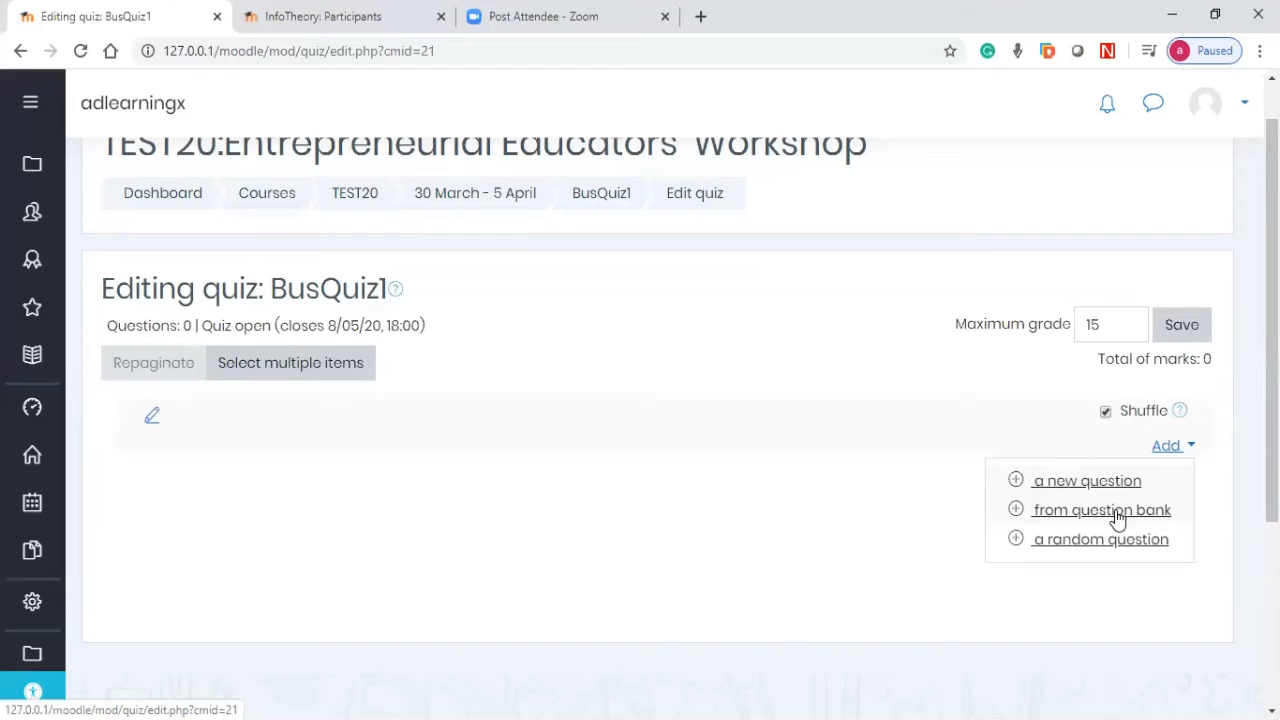 Editing quiz: BusQuiz1
InfoTheory: Participants
Post Attendee - Zoom
127.0.0.1/moodle/mod/quiz/edit.php?cmid=21
a
Paused
adlearningx
TEST20:Entrepreneurial Educators' Workshop
Dashboard
Courses
TEST20
30 March - 5 April
BusQuiz1
Edit quiz
Editing quiz: BusQuiz1
Questions: 0 | Quiz open (closes 8/05/20, 18:00)
Maximum grade 15 Save
Total of marks: 0
Repaginate Select multiple items
Shuffle
Add
a new question
from question bank
a random question
127.0.0.1/moodle/mod/quiz/edit.php?cmid=21